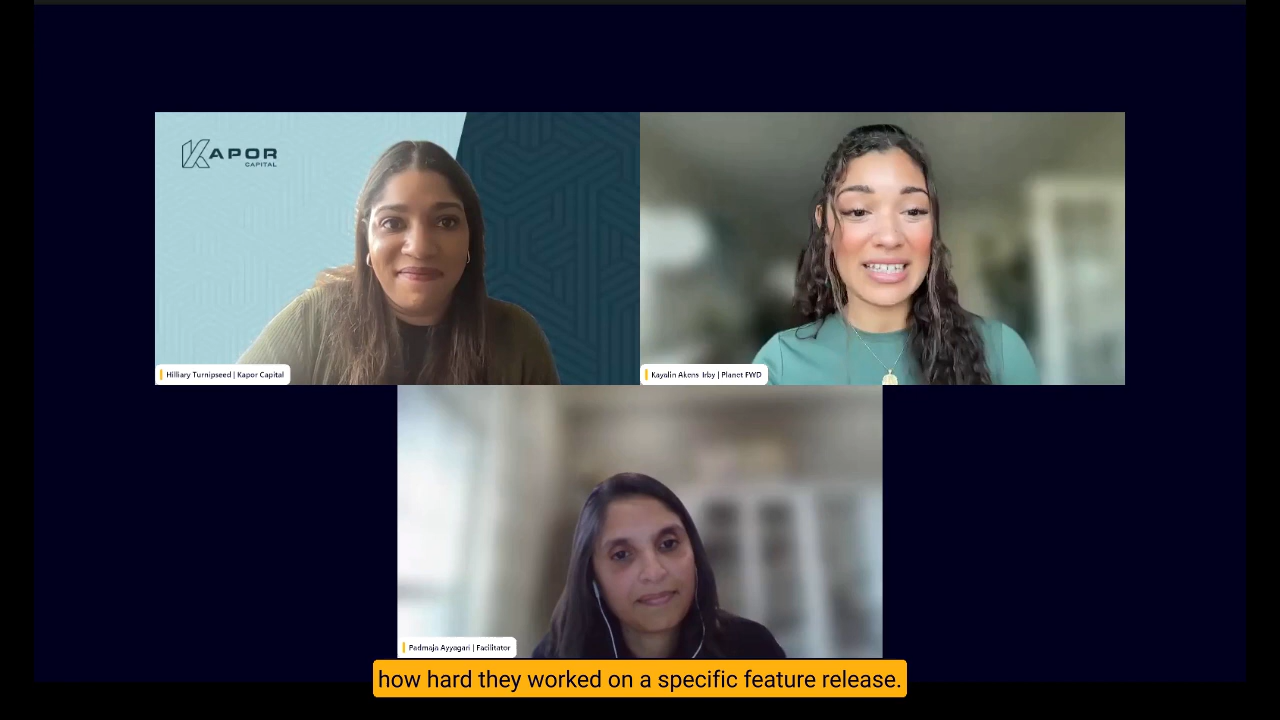 KAPOR
CAPITAL
Hilliary Turnipseed | Kapor Capital
Kayalin Akens-Irby | Planet FWD
Padmaja Ayyagari | Facilitator
how hard they worked on a specific feature release.